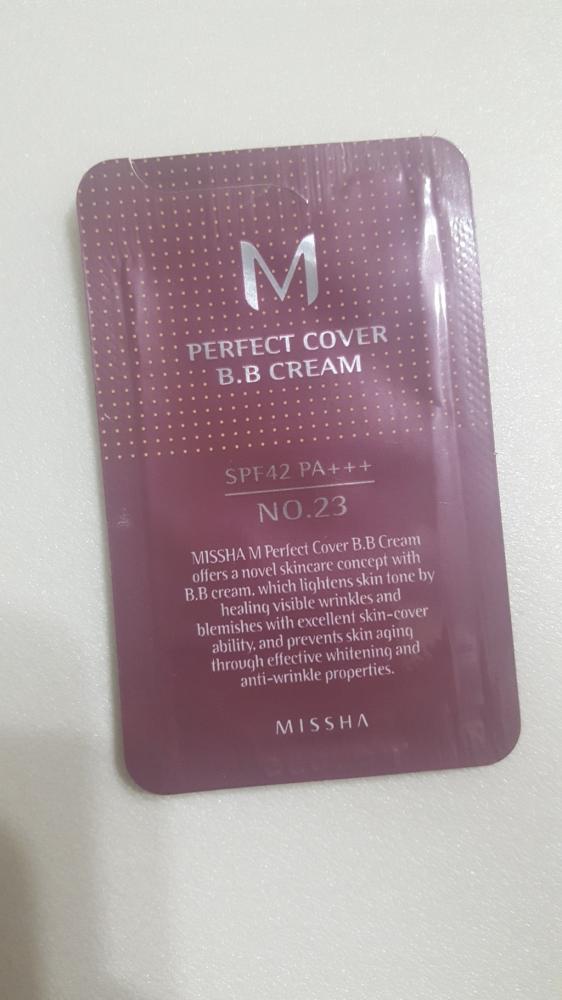 M
PERFECT COVER
B.B CREAM
SPF42 PA+++
NO.23
MISSHA M Perfect Cover B.B Cream
offers a novel skincare concept with
B.B cream, which lightens skin tone by
healing visible wrinkles and
blemishes with excellent skin-cover
ability, and prevents skin aging
through effective whitening and
anti-wrinkle properties.
MISSHA